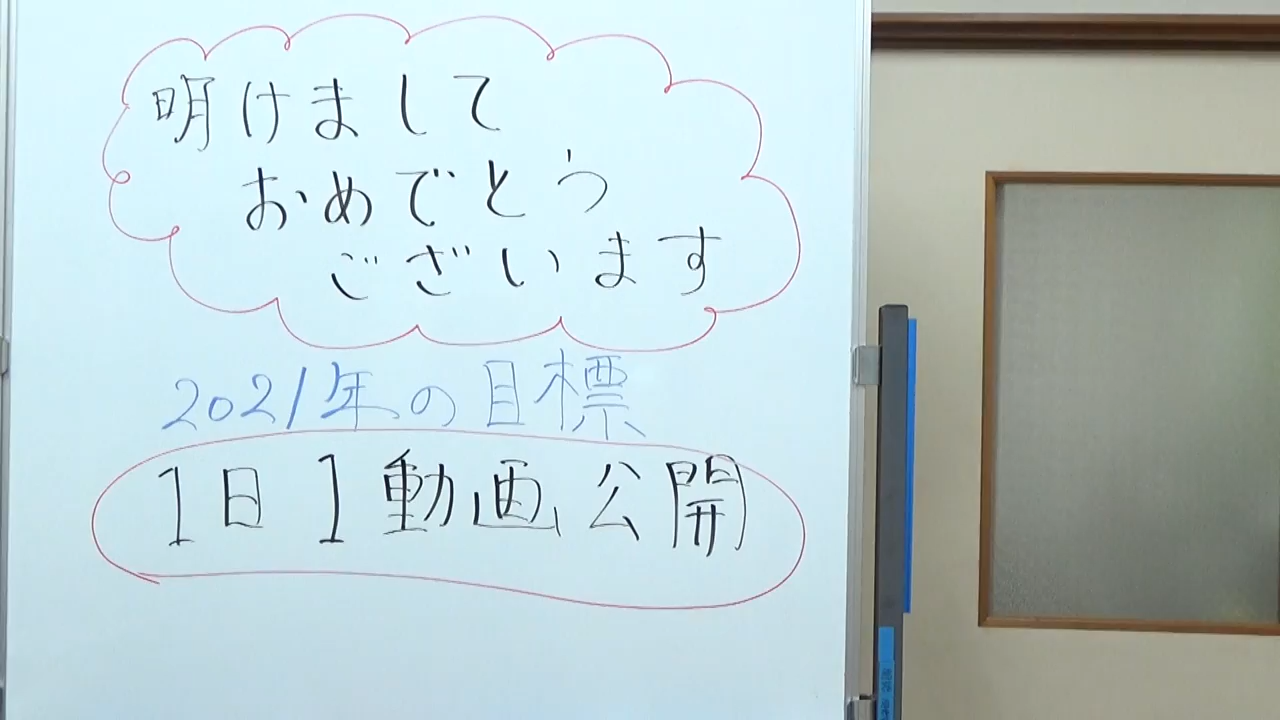 明けまして
おめでとう
ございます
2021年の目標
1日1動画公開